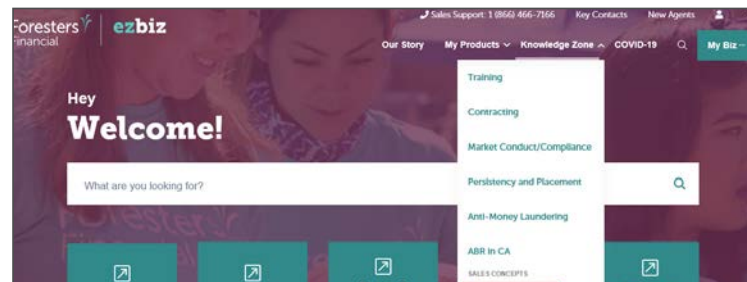 Sales Support: 1 (866) 466-7166 Key Contacts New Agents
Foresters Financial ezbiz
Our Story My Products Knowledge Zone COVID-19 My Biz
Training
Contracting
Hey
Welcome!
Market Conduct/Compliance
What are you looking for?
Persistency and Placement
Anti-Money Laundering
ABR in CA
SALES CONCEPTS